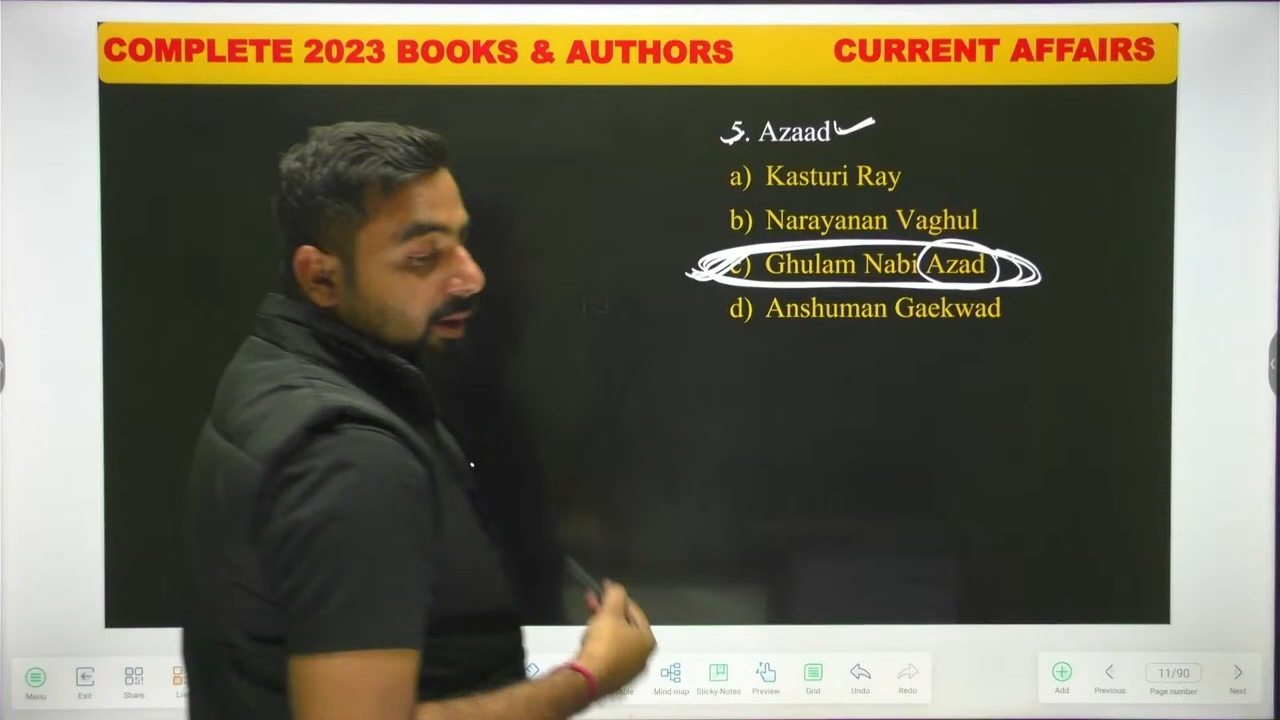 COMPLETE 2023 BOOKS & AUTHORS CURRENT AFFAIRS
5. Azaad
a) Kasturi Ray
b) Narayanan Vaghul
c) Ghulam Nabi Azad
d) Anshuman Gaekwad
Menu Exit Share Mind map Sticky Notes Preview Grid Undo Redo Add Previous 11/90 Page number Next